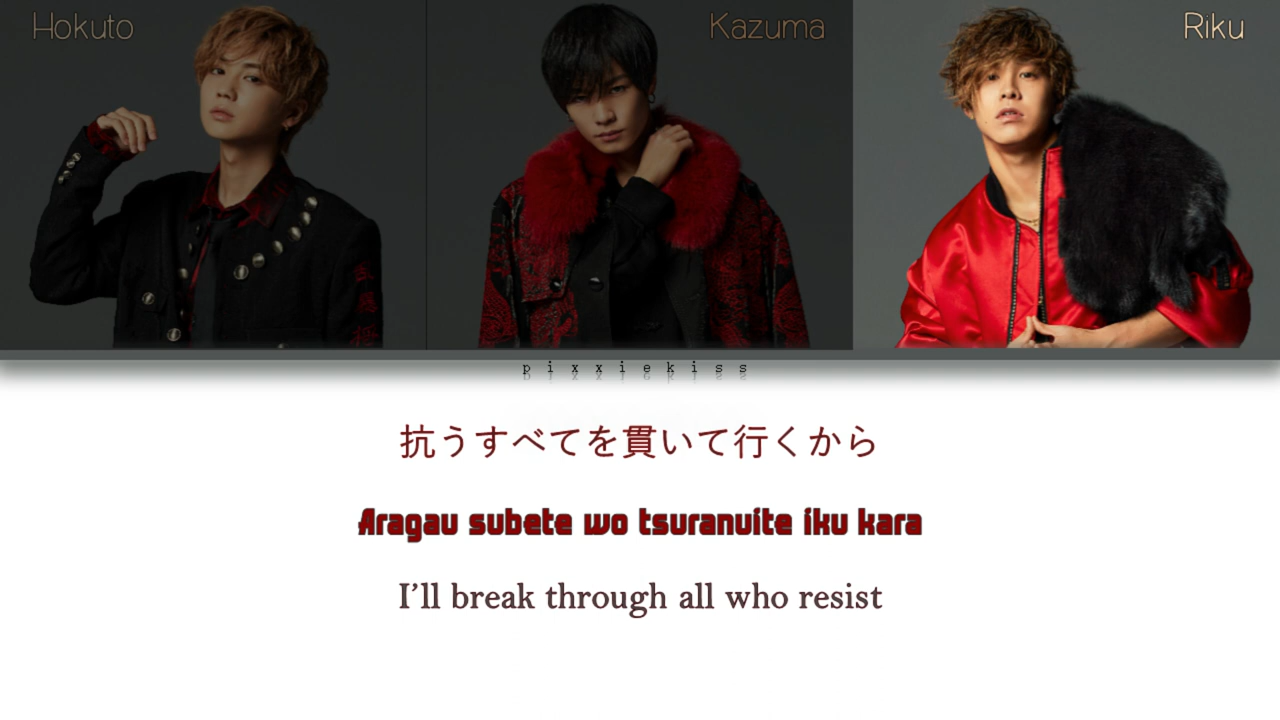 Hokuto
Kazuma
Riku
pixxiekiss
抗うすべてを貫いて行くから
Aragau subete wo tsuranuite iku kara
I'll break through all who resist